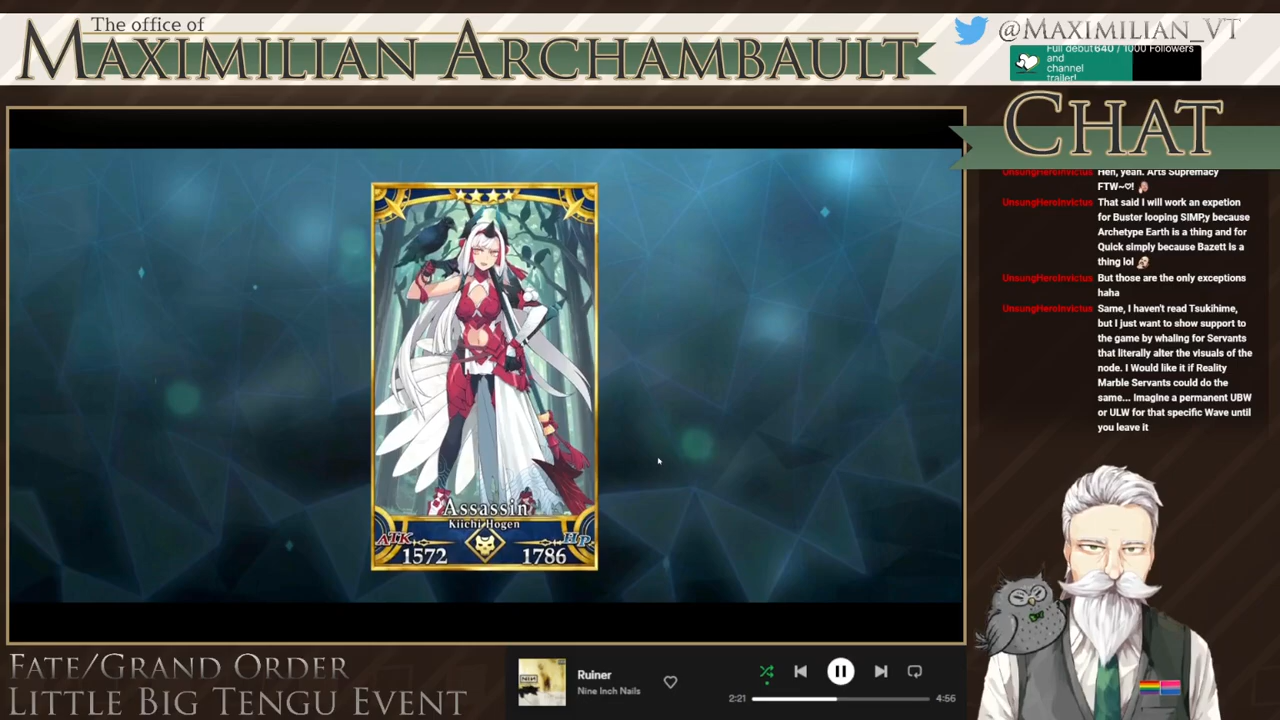 The office of
MAXIMILIAN ARCHAMBAULT
@MAXIMILIAN_VT
Full debut 640 / 1000 Followers
and
channel
trailer!
CHAT
UnsungHeroInvictus Heh, yeah. Arts Supremacy
FTW~♡!
UnsungHeroInvictus That said I will work an expetion
for Buster looping SIMPy because
Archetype Earth is a thing and for
Quick simply because Bazett is a
thing lol
UnsungHeroInvictus But those are the only exceptions
haha
UnsungHeroInvictus Same, I haven't read Tsukihime,
but I just want to show support to
the game by whaling for Servants
that literally alter the visuals of the
node. I Would like it if Reality
Marble Servants could do the
same... Imagine a permanent UBW
or ULW for that specific Wave until
you leave it
Assassin
Kiichi Hogen
ATK HP
1572 1786
FATE/GRAND ORDER
LITTLE BIG TENGU EVENT
Ruiner
Nine Inch Nails
2:21 4:56